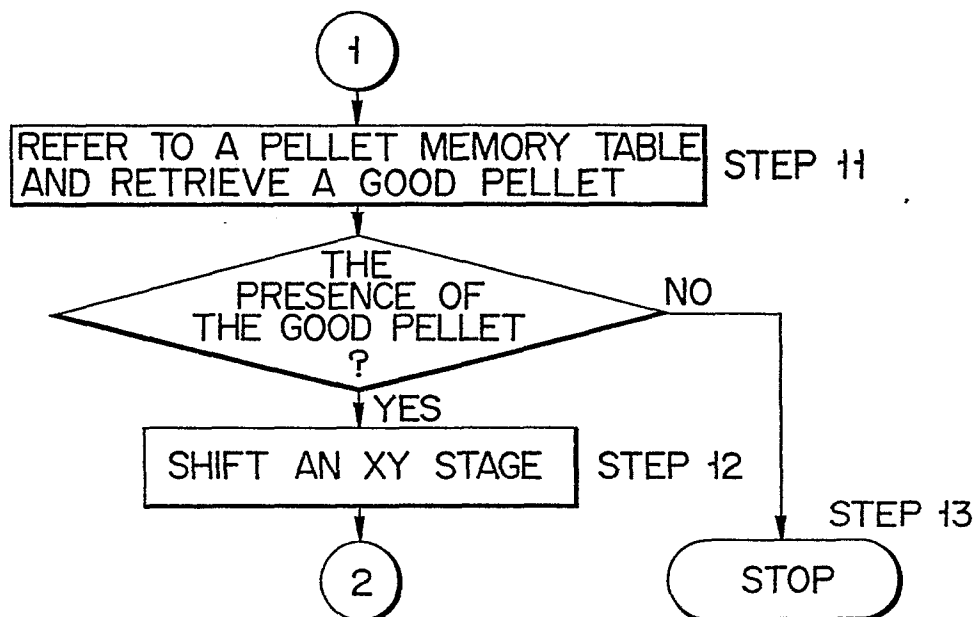 1
REFER TO A PELLET MEMORY TABLE
AND RETRIEVE A GOOD PELLET
STEP 11
THE
PRESENCE OF
THE GOOD PELLET
?
NO
YES
SHIFT AN XY STAGE
STEP 12
STEP 13
2
STOP